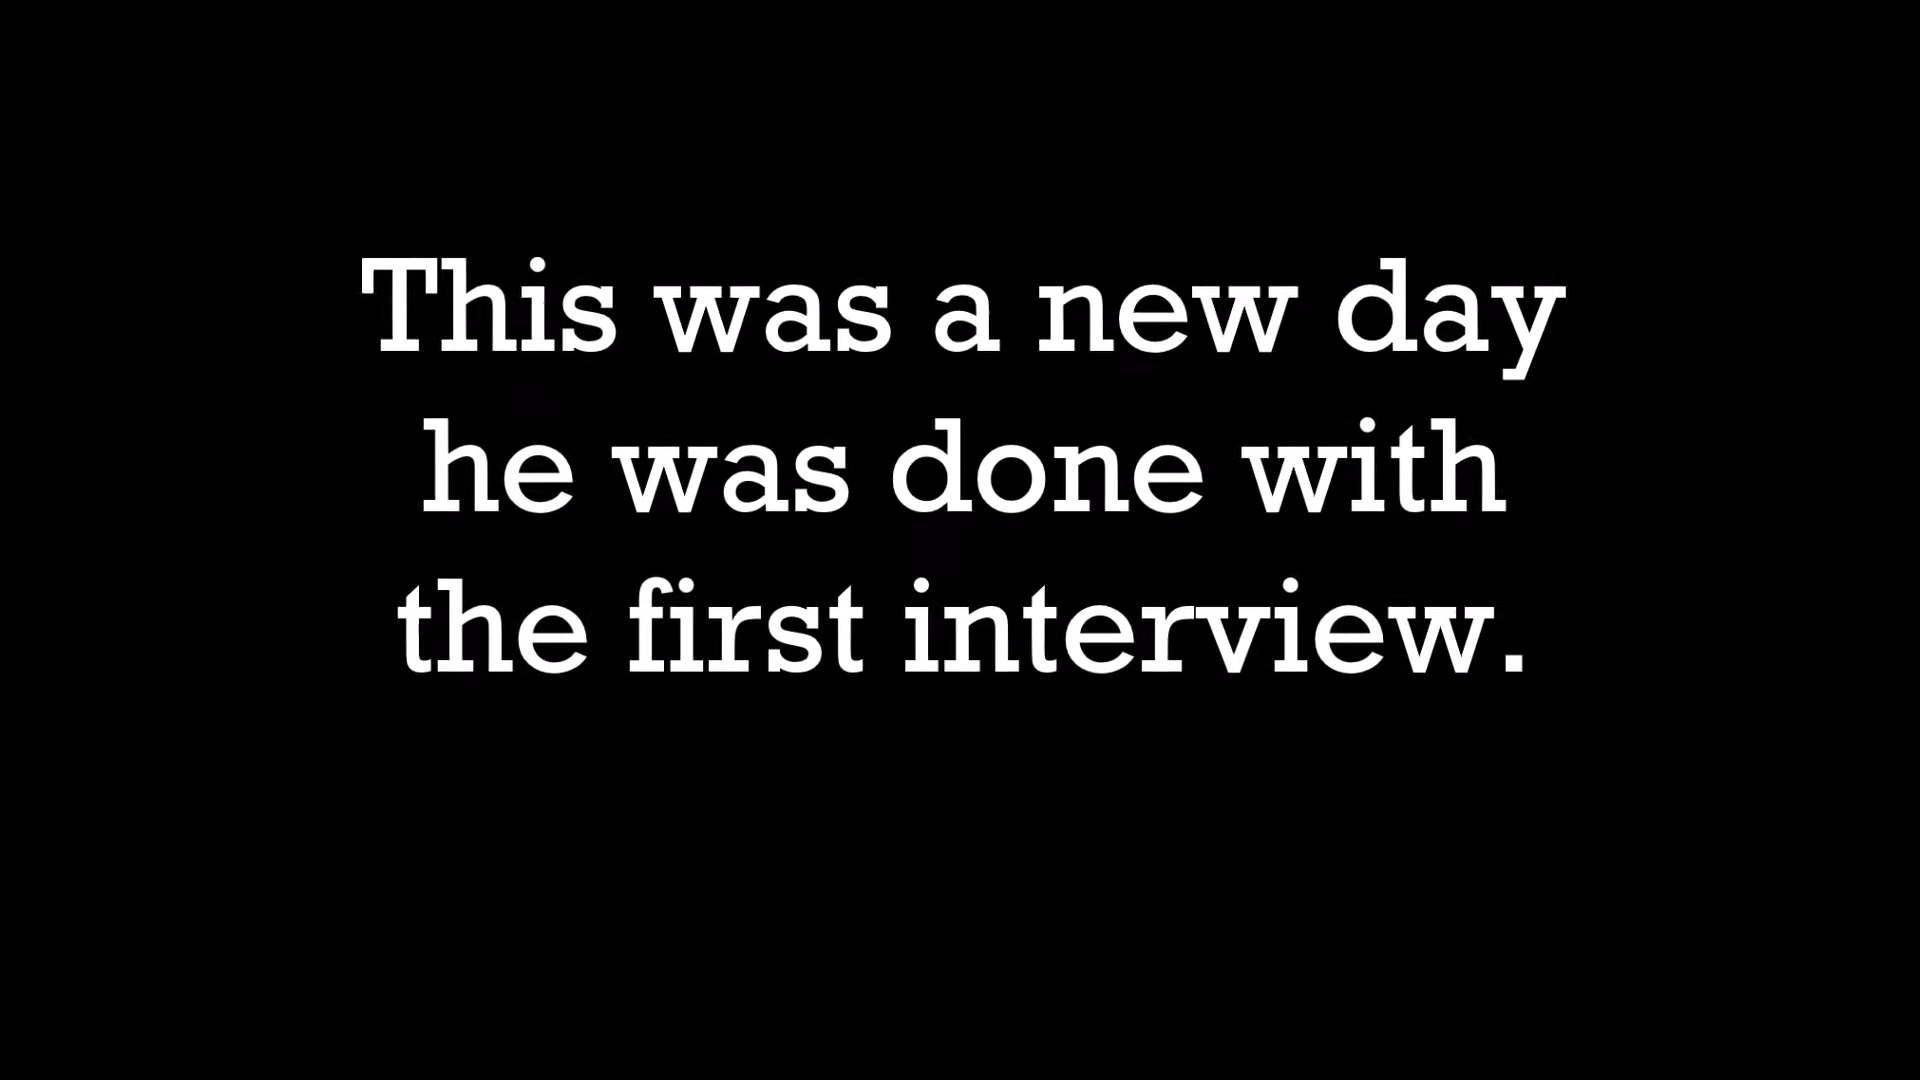 This was a new day
he was done with
the first interview.